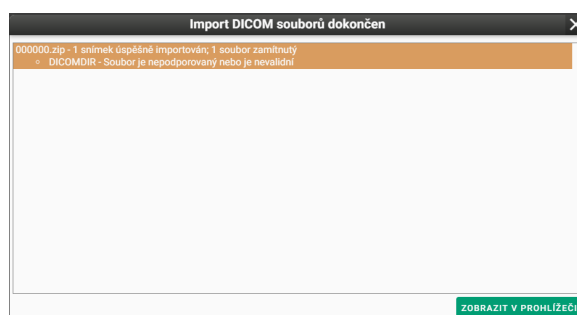 Import DICOM souborů dokončen
000000.zip - 1 snímek úspěšně importován; 1 soubor zamítnutý
DICOMDIR - Soubor je nepodporovaný nebo je nevalidní
ZOBRAZIT V PROHLÍŽEČI